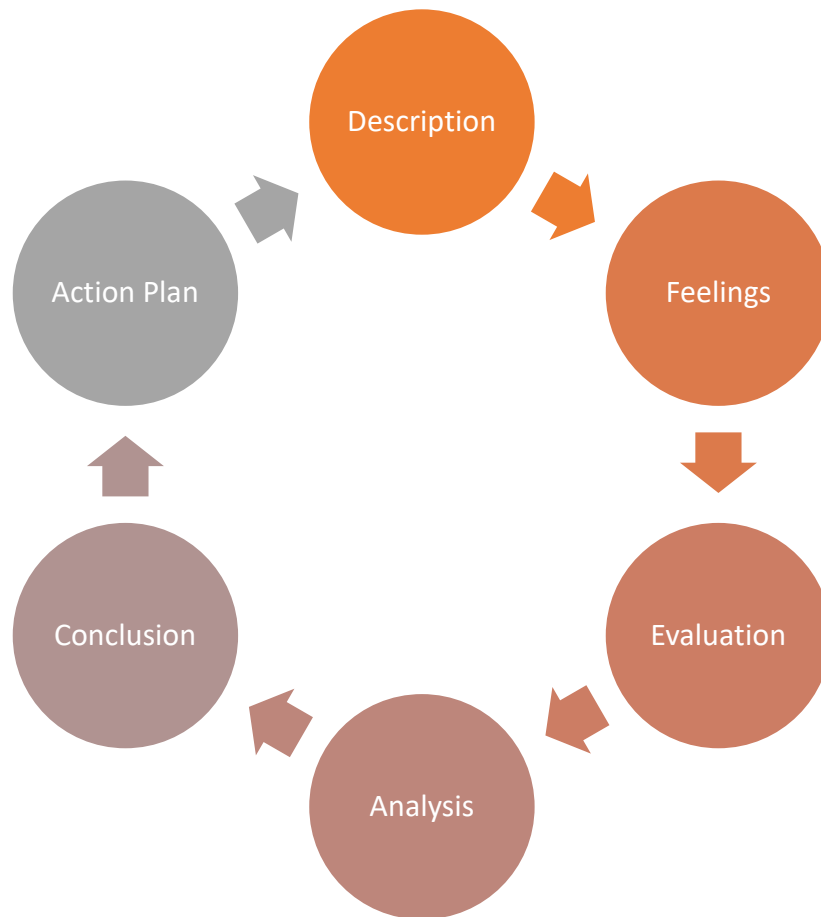 Description
Feelings
Evaluation
Analysis
Conclusion
Action Plan